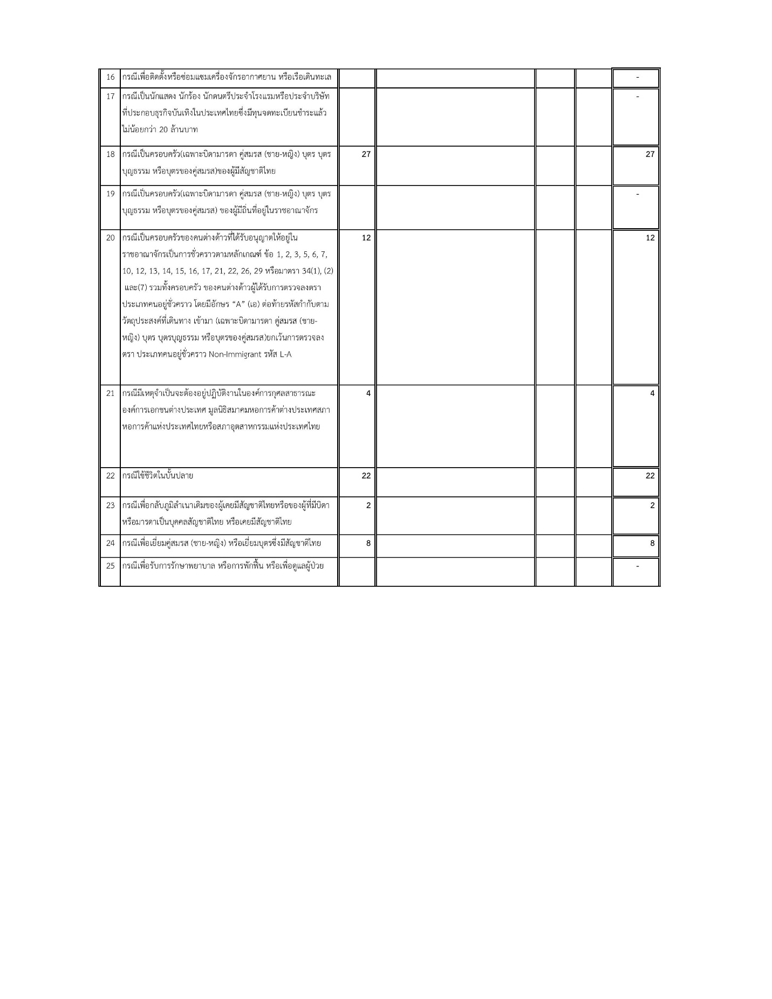 16 กรณีเพื่อติดตั้งหรือซ่อมแซมเครื่องจักรอากาศยาน หรือเรือเดินทะเล -
17 กรณีเป็นนักแสดง นักร้อง นักดนตรีประจำโรงแรมหรือประจำบริษัท -
ที่ประกอบธุรกิจบันเทิงในประเทศไทยซึ่งมีทุนจดทะเบียนชำระแล้ว
ไม่น้อยกว่า 20 ล้านบาท
18 กรณีเป็นครอบครัว(เฉพาะบิดามารดา คู่สมรส (ชาย-หญิง) บุตร บุตร 27 27
บุญธรรม หรือบุตรของคู่สมรส)ของผู้มีสัญชาติไทย
19 กรณีเป็นครอบครัว(เฉพาะบิดามารดา คู่สมรส (ชาย-หญิง) บุตร บุตร -
บุญธรรม หรือบุตรของคู่สมรส) ของผู้มีถิ่นที่อยู่ในราชอาณาจักร
20 กรณีเป็นครอบครัวของคนต่างด้าวที่ได้รับอนุญาตให้อยู่ใน 12 12
ราชอาณาจักรเป็นการชั่วคราวตามหลักเกณฑ์ ข้อ 1, 2, 3, 5, 6, 7,
10, 12, 13, 14, 15, 16, 17, 21, 22, 26, 29 หรือมาตรา 34(1), (2)
และ(7) รวมทั้งครอบครัว ของคนต่างด้าวผู้ได้รับการตรวจลงตรา
ประเภทคนอยู่ชั่วคราว โดยมีอักษร “A” (เอ) ต่อท้ายรหัสกำกับตาม
วัตถุประสงค์ที่เดินทาง เข้ามา (เฉพาะบิดามารดา คู่สมรส (ชาย-
หญิง) บุตร บุตรบุญธรรม หรือบุตรของคู่สมรส)ยกเว้นการตรวจลง
ตรา ประเภทคนอยู่ชั่วคราว Non-Immigrant รหัส L-A
21 กรณีมีเหตุจำเป็นจะต้องอยู่ปฏิบัติงานในองค์การกุศลสาธารณะ 4 4
องค์การเอกชนต่างประเทศ มูลนิธิสมาคมหอการค้าต่างประเทศสภา
หอการค้าแห่งประเทศไทยหรือสภาอุตสาหกรรมแห่งประเทศไทย
22 กรณีใช้ชีวิตในบั้นปลาย 22 22
23 กรณีเพื่อกลับภูมิลำเนาเดิมของผู้เคยมีสัญชาติไทยหรือของผู้ที่มีบิดา 2 2
หรือมารดาเป็นบุคคลสัญชาติไทย หรือเคยมีสัญชาติไทย
24 กรณีเพื่อเยี่ยมคู่สมรส (ชาย-หญิง) หรือเยี่ยมบุตรซึ่งมีสัญชาติไทย 8 8
25 กรณีเพื่อรับการรักษาพยาบาล หรือการพักฟื้น หรือเพื่อดูแลผู้ป่วย -